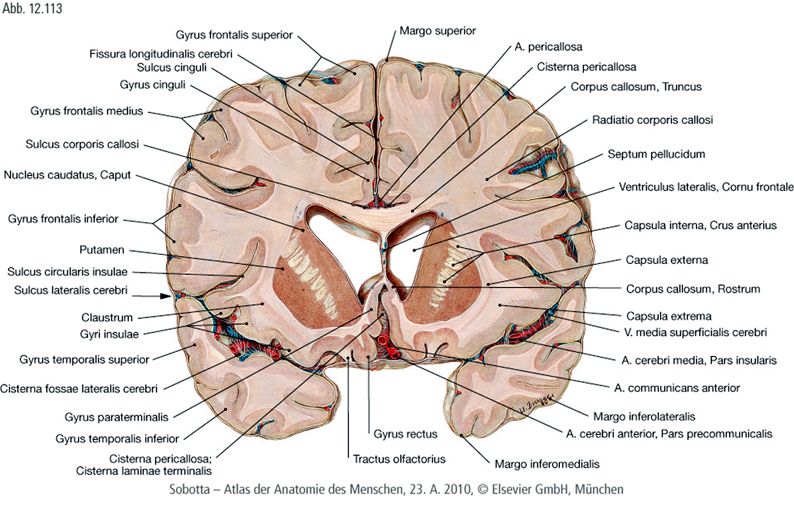 Abb. 12.113
Gyrus frontalis superior
Fissura longitudinalis cerebri
Sulcus cinguli
Gyrus cinguli
Gyrus frontalis medius
Sulcus corporis callosi
Nucleus caudatus, Caput
Gyrus frontalis inferior
Putamen
Sulcus circularis insulae
Sulcus lateralis cerebri
Claustrum
Gyri insulae
Gyrus temporalis superior
Cisterna fossae lateralis cerebri
Gyrus paraterminalis
Gyrus temporalis inferior
Cisterna pericallosa;
Cisterna laminae terminalis
Margo superior
A. pericallosa
Cisterna pericallosa
Corpus callosum, Truncus
Radiatio corporis callosi
Septum pellucidum
Ventriculus lateralis, Cornu frontale
Capsula interna, Crus anterius
Capsula externa
Corpus callosum, Rostrum
Capsula extrema
V. media superficialis cerebri
A. cerebri media, Pars insularis
A. communicans anterior
Margo inferolateralis
A. cerebri anterior, Pars precommunicalis
Gyrus rectus
Tractus olfactorius
Margo inferomedialis
Sobotta – Atlas der Anatomie des Menschen, 23. A. 2010, © Elsevier GmbH, München